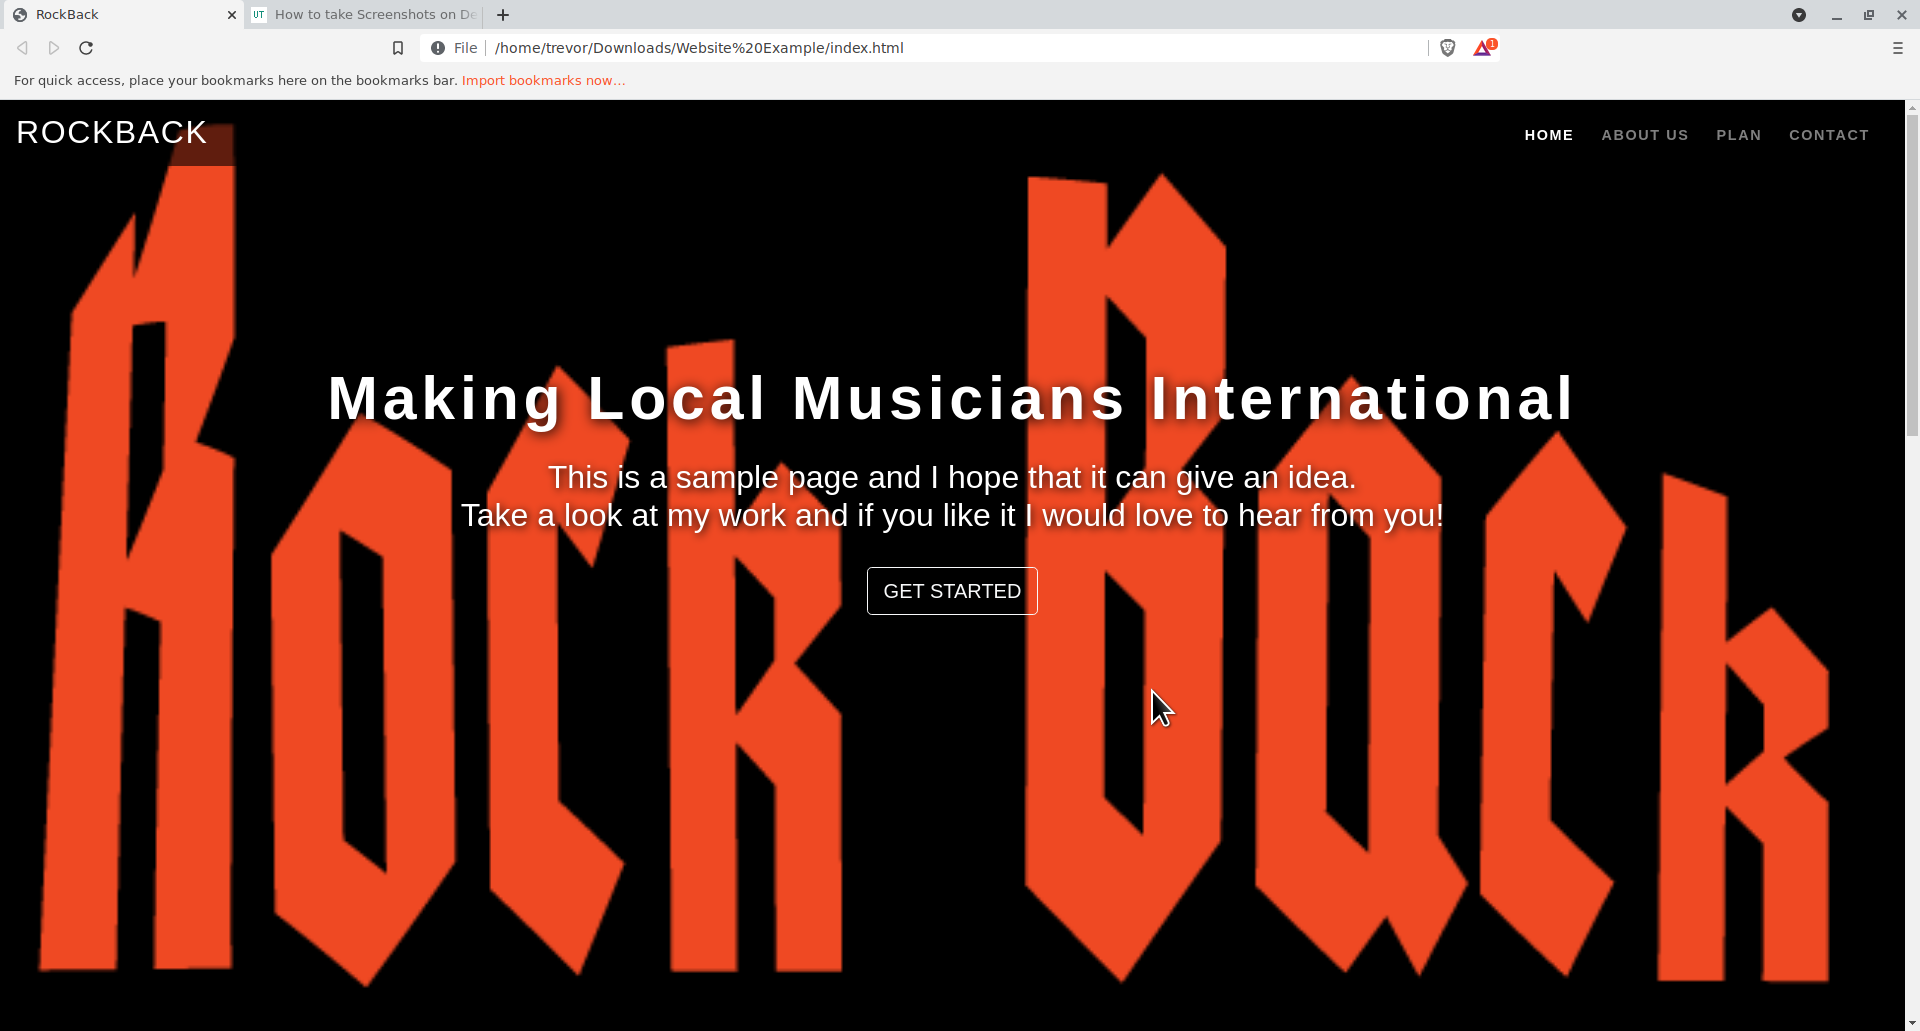 RockBack
How to take Screenshots on De
File
/home/trevor/Downloads/Website%20Example/index.html
1
For quick access, place your bookmarks here on the bookmarks bar. Import bookmarks now...
ROCKBACK
HOME
ABOUT US
PLAN
CONTACT
Rock Back
Making Local Musicians International
This is a sample page and I hope that it can give an idea.
Take a look at my work and if you like it I would love to hear from you!
GET STARTED